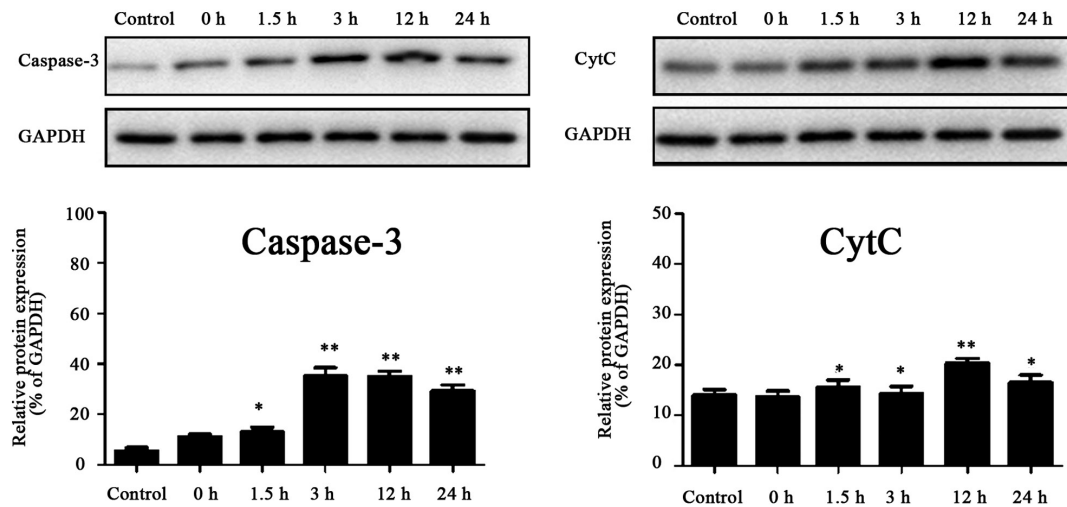 Control 0 h 1.5 h 3 h 12 h 24 h
Caspase-3
GAPDH
Relative protein expression
(% of GAPDH)
100
80
60
40
20
0
Caspase-3
*
**
**
**
Control 0 h 1.5 h 3 h 12 h 24 h
Control 0 h 1.5 h 3 h 12 h 24 h
CytC
GAPDH
Relative protein expression
(% of GAPDH)
50
40
30
20
10
0
CytC
*
*
**
*
Control 0 h 1.5 h 3 h 12 h 24 h